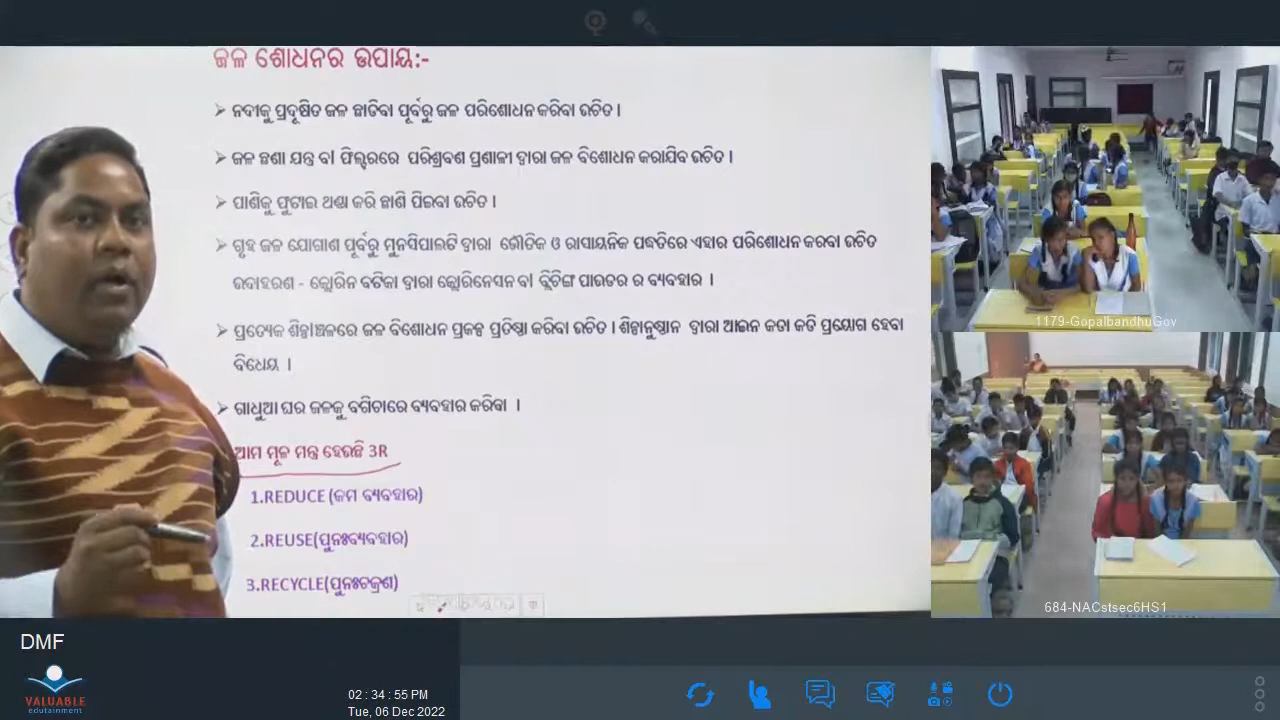 ଜଳ ଶୋଧନର ଉପାୟ:-
➢ ନଦୀକୁ ପ୍ରଦୂଷିତ ଜଳ ଛାଡିବା ପୂର୍ବରୁ ଜଳ ପରିଶୋଧନ କରିବା ଉଚିତ ।
➢ ଜଳ ଛଣା ଯନ୍ତ୍ର ବା ଫିଲ୍ଟରରେ ପରିଶ୍ରବଣ ପ୍ରଣାଳୀ ଦ୍ୱାରା ଜଳ ବିଶୋଧନ କରାଯିବ ଉଚିତ ।
➢ ପାଣିକୁ ଫୁଟାଇ ଥଣ୍ଡା କରି ଛାଣି ପିଇବା ଉଚିତ ।
➢ ଗୃହ ଜଳ ଯୋଗାଣ ପୂର୍ବରୁ ମୁନସିପାଲଟି ଦ୍ୱାରା ଭୌତିକ ଓ ରାସାୟନିକ ପଦ୍ଧତିରେ ଏହାର ପରିଶୋଧନ କରବା ଉଚିତ
ଉଦାହରଣ - କ୍ଲୋରିନ ବଟିକା ଦ୍ୱାରା କ୍ଲୋରିନେସନ ବା ବ୍ଲିଚିଙ୍ଗ ପାଉଡର ର ବ୍ୟବହାର ।
➢ ପ୍ରତ୍ୟେକ ଶିଳ୍ପାଞ୍ଚଳରେ ଜଳ ବିଶୋଧନ ପ୍ରକଳ୍ପ ପ୍ରତିଷ୍ଠା କରିବା ଉଚିତ । ଶିଳ୍ପାନୁଷ୍ଠାନ ଦ୍ୱାରା ଆଇନ କଡା କଡି ପ୍ରୟୋଗ ହେବା
ବିଧେୟ ।
➢ ଗାଧୁଆ ଘର ଜଳକୁ ବଗିଚାରେ ବ୍ୟବହାର କରିବା ।
ଆମ ମୂଳ ମନ୍ତ୍ର ହେଉଛି 3R
1.REDUCE (କମ ବ୍ୟବହାର)
2.REUSE(ପୁନଃବ୍ୟବହାର)
3.RECYCLE(ପୁନଃଚକ୍ରଣ)
1179-GopalbandhuGov
684-NACstsec6HS1
DMF
VALUABLE
edutainment
02 : 34 : 55 PM
Tue, 06 Dec 2022